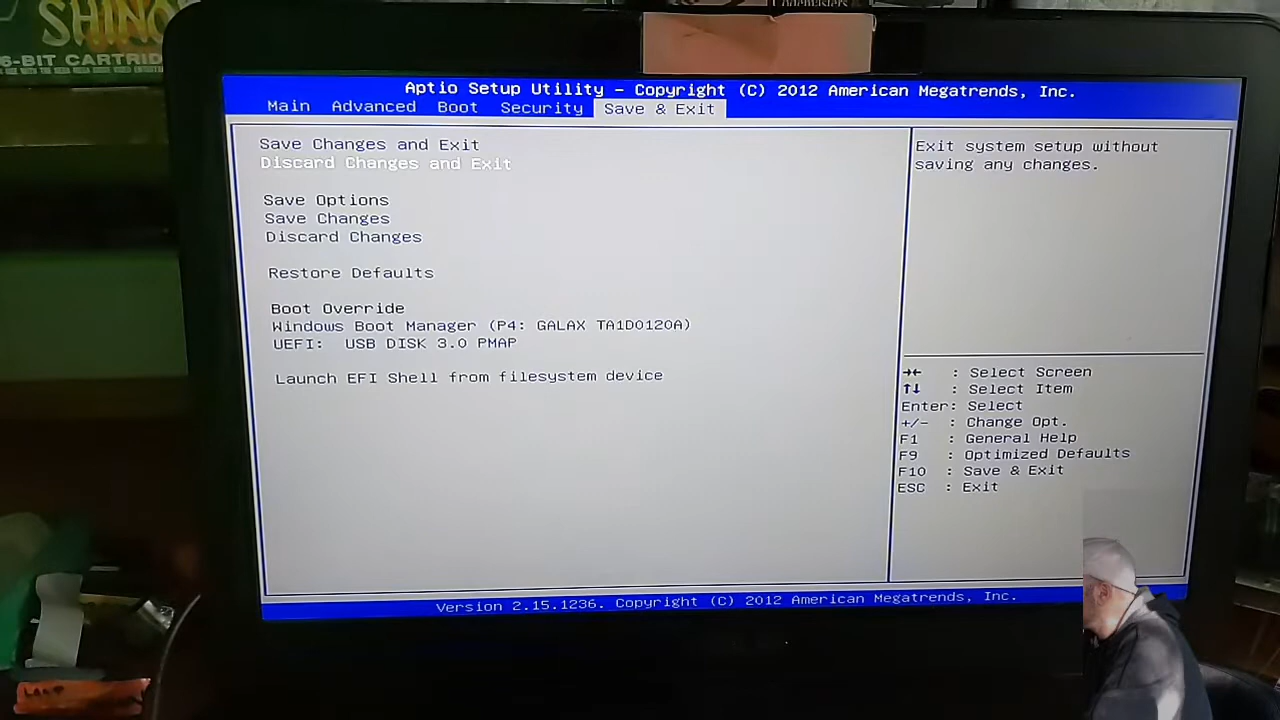 SHINO
6-BIT CARTRID
Aptio Setup Utility – Copyright (C) 2012 American Megatrends, Inc.
Main Advanced Boot Security Save & Exit
Save Changes and Exit
Discard Changes and Exit
Save Options
Save Changes
Discard Changes
Restore Defaults
Boot Override
Windows Boot Manager (P4: GALAX TA1D0120A)
UEFI: USB DISK 3.0 PMAP
Launch EFI Shell from filesystem device
Exit system setup without
saving any changes.
→←: Select Screen
↑↓: Select Item
Enter: Select
+/-: Change Opt.
F1: General Help
F9: Optimized Defaults
F10: Save & Exit
ESC: Exit
Version 2.15.1236. Copyright (C) 2012 American Megatrends, Inc.